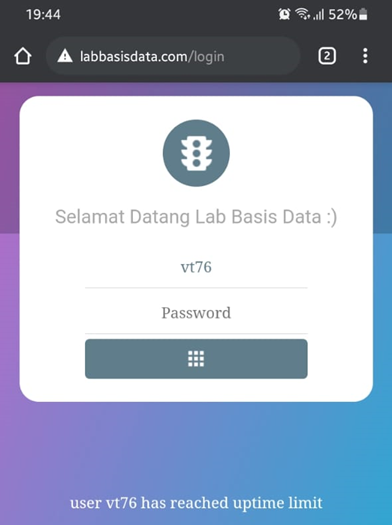 19:44
52%
labbasisdata.com/login
2
Selamat Datang Lab Basis Data :)
vt76
Password
user vt76 has reached uptime limit